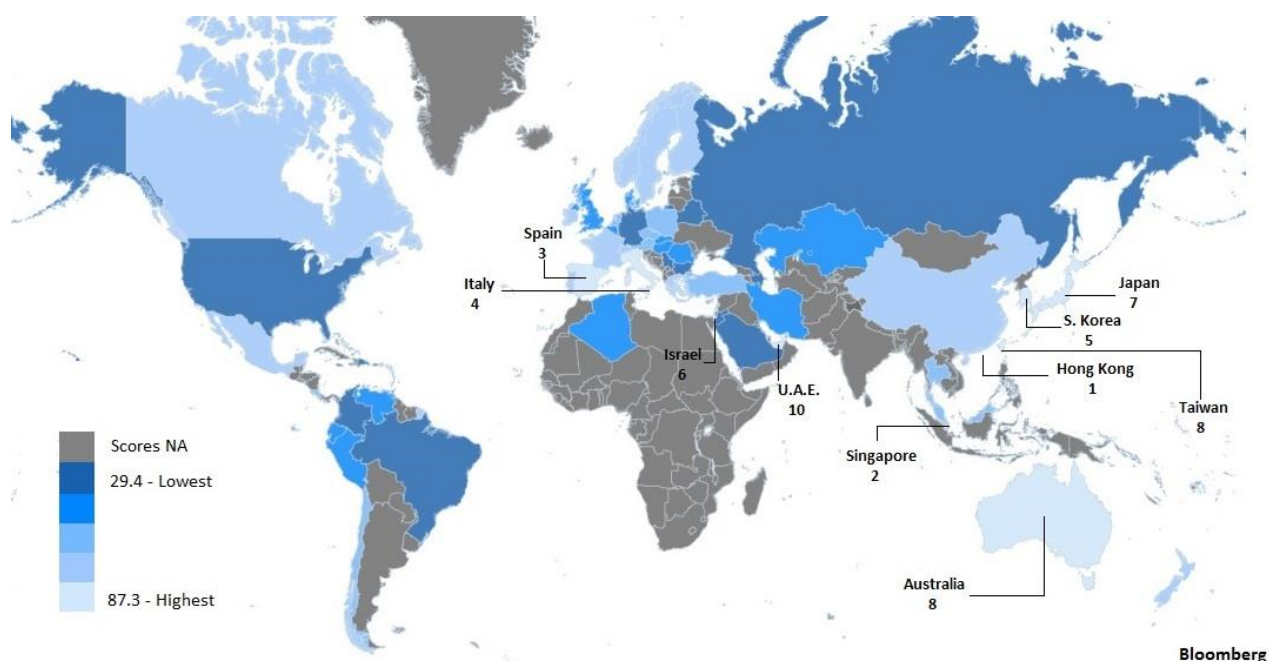 Spain
3
Italy
4
Israel
6
U.A.E.
10
Japan
7
S. Korea
5
Hong Kong
1
Taiwan
8
Singapore
2
Australia
8
Scores NA
29.4 - Lowest
87.3 - Highest
Bloomberg